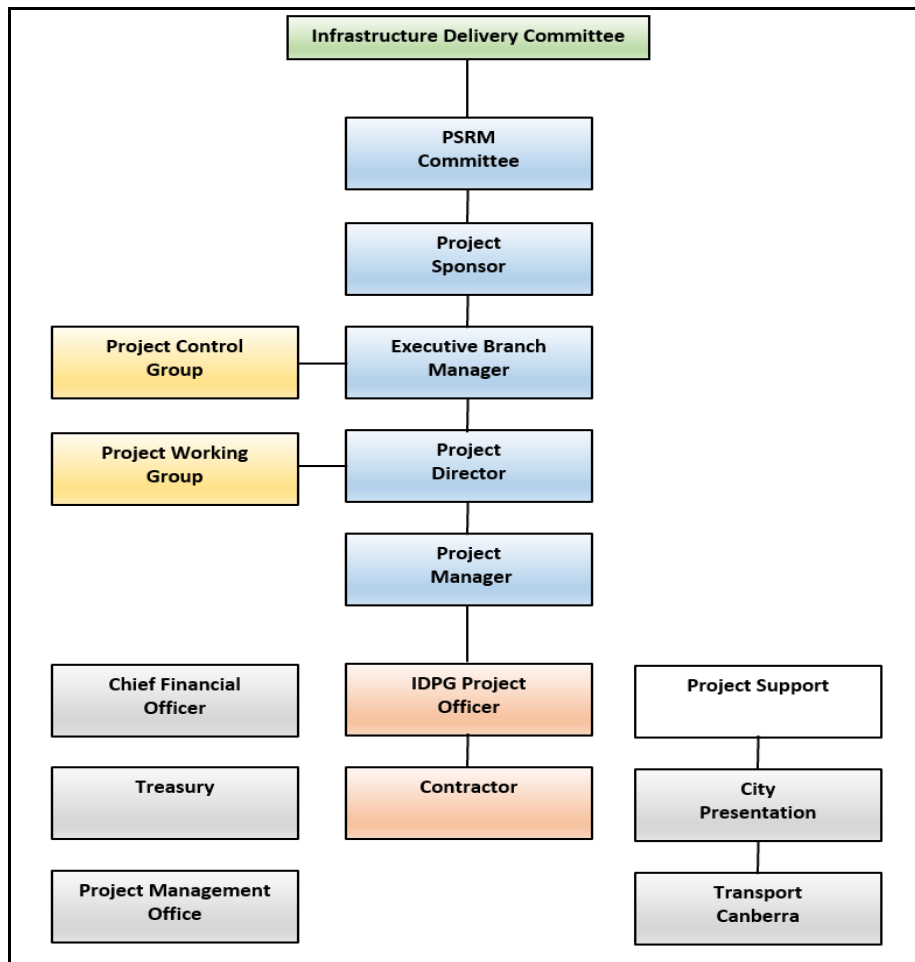 Infrastructure Delivery Committee
PSRM
Committee
Project
Sponsor
Project Control
Group
Executive Branch
Manager
Project Working
Group
Project
Director
Project
Manager
Chief Financial
Officer
IDPG Project
Officer
Project Support
Treasury
Contractor
City
Presentation
Project Management
Office
Transport
Canberra